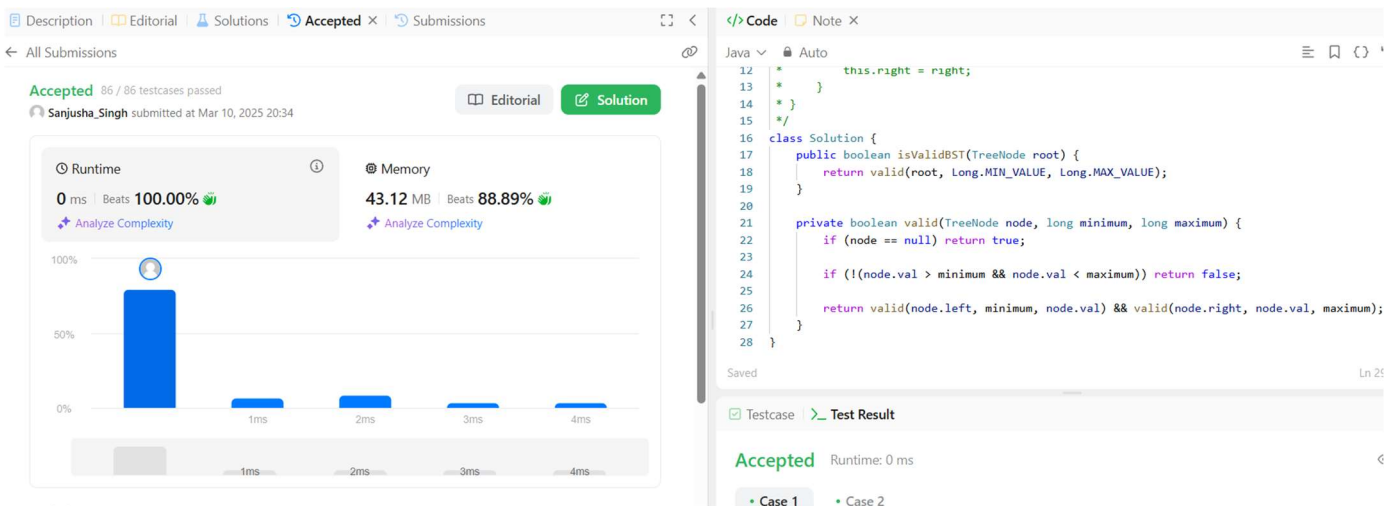 Description | Editorial | Solutions | Accepted × | Submissions
All Submissions
Accepted 86 / 86 testcases passed
Sanjusha_Singh submitted at Mar 10, 2025 20:34
Editorial
Solution
Runtime
0 ms | Beats 100.00%
Analyze Complexity
Memory
43.12 MB | Beats 88.89%
Analyze Complexity
100%
50%
0%
1ms 2ms 3ms 4ms
1ms 2ms 3ms 4ms
</> Code | Note ×
Java Auto
12 * this.right = right;
13 * }
14 * }
15 */
16 class Solution {
17 public boolean isValidBST(TreeNode root) {
18 return valid(root, Long.MIN_VALUE, Long.MAX_VALUE);
19 }
20
21 private boolean valid(TreeNode node, long minimum, long maximum) {
22 if (node == null) return true;
23
24 if (!(node.val > minimum && node.val < maximum)) return false;
25
26 return valid(node.left, minimum, node.val) && valid(node.right, node.val, maximum);
27 }
28 }
Saved
Ln 29
Testcase | >_ Test Result
Accepted Runtime: 0 ms
• Case 1 • Case 2